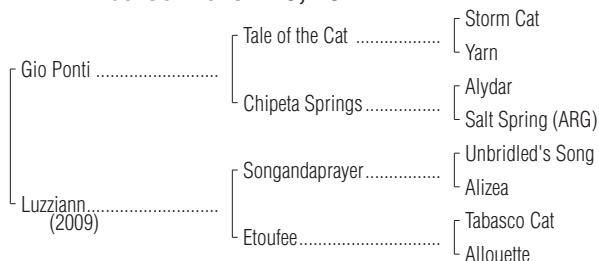 Gio Ponti
Tale of the Cat
Storm Cat
Yarn
Chipeta Springs
Alydar
Salt Spring (ARG)
Luzziann
(2009)
Songandaprayer
Unbridled's Song
Alizea
Etoufee
Tabasco Cat
Allouette